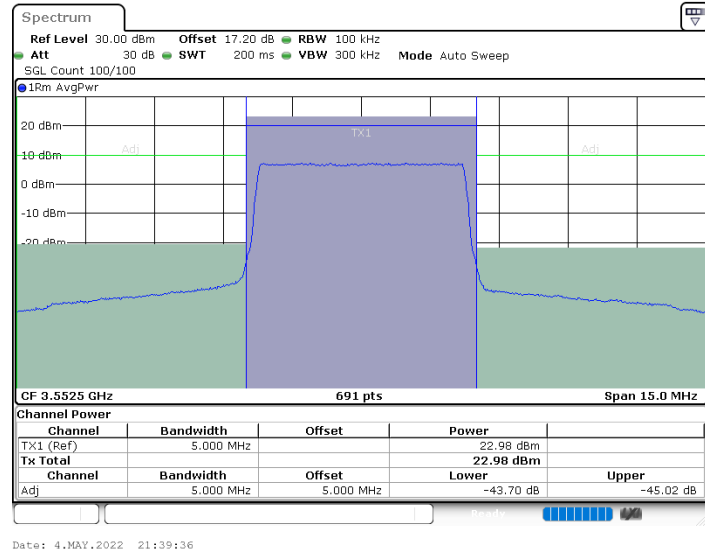 Spectrum
Ref Level 30.00 dBm Offset 17.20 dB RBW 100 kHz
Att 30 dB SWT 200 ms VBW 300 kHz Mode Auto Sweep
SGL Count 100/100
1Rm AvgPwr
20 dBm
TX1
10 dBm
Adj
Adj
0 dBm
-10 dBm
-20 dBm
CF 3.5525 GHz 691 pts Span 15.0 MHz
Channel Power
Channel Bandwidth Offset Power
TX1 (Ref) 5.000 MHz 22.98 dBm
Tx Total 22.98 dBm
Channel Bandwidth Offset Lower Upper
Adj 5.000 MHz 5.000 MHz -43.70 dB -45.02 dB
Ready
Date: 4.MAY.2022 21:39:36